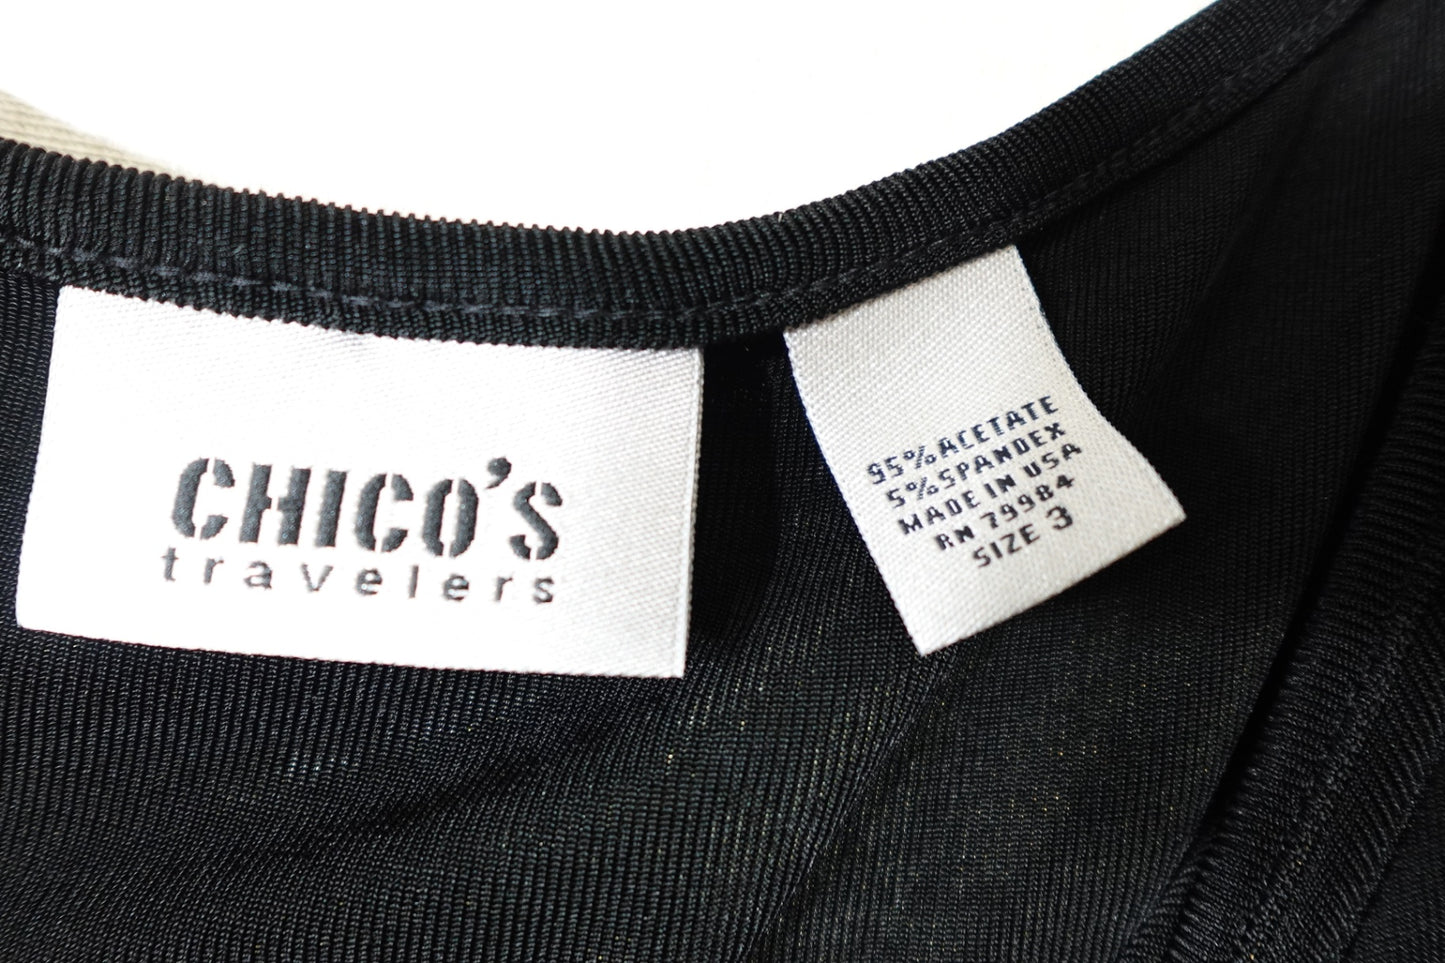 CHICO'S
travelers
95% ACETATE
5% SPANDEX
MADE IN USA
RN 79984
SIZE 3